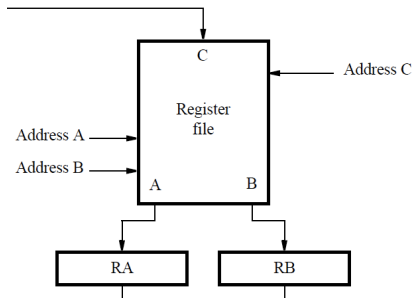 C
Address C
Register
file
Address A
Address B
A
B
RA
RB